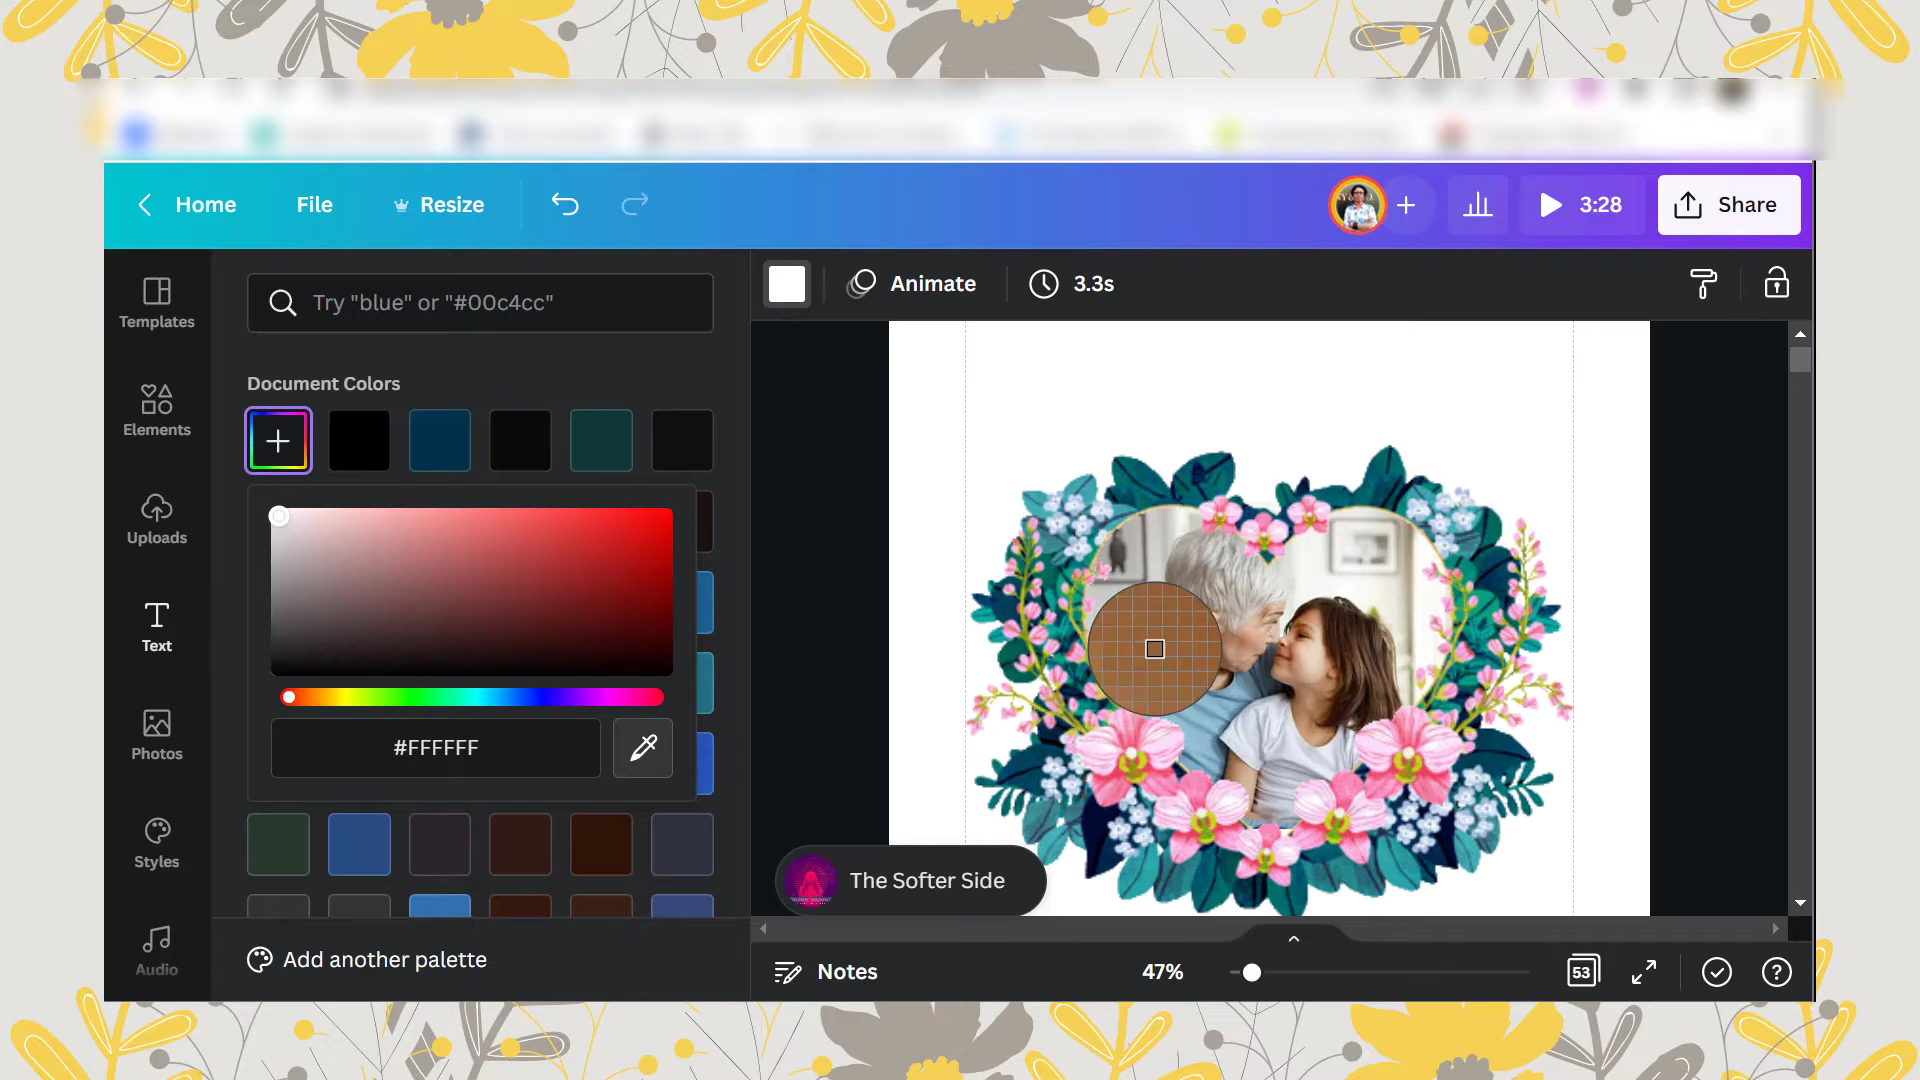 Home
File
Resize
3:28
Share
Templates
Elements
Uploads
Text
Photos
Styles
Audio
Try "blue" or "#00c4cc"
Document Colors
#FFFFFF
Add another palette
Animate
3.3s
The Softer Side
Notes
47%
53
?